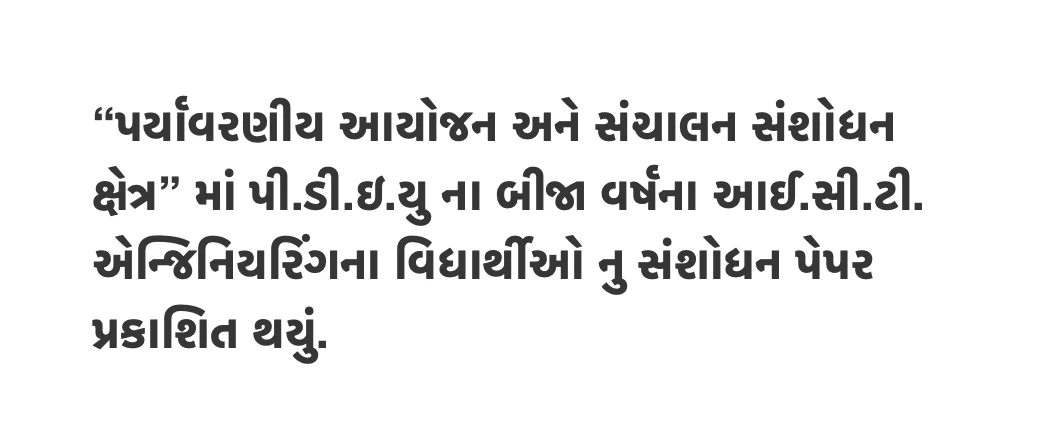 “પર્યાવરણીય આયોજન અને સંચાલન સંશોધન
ક્ષેત્ર” માં પી.ડી.ઇ.યુ ના બીજા વર્ષના આઈ.સી.ટી.
એન્જિનિયરિંગના વિદ્યાર્થીઓ નુ સંશોધન પેપર
પ્રકાશિત થયું.